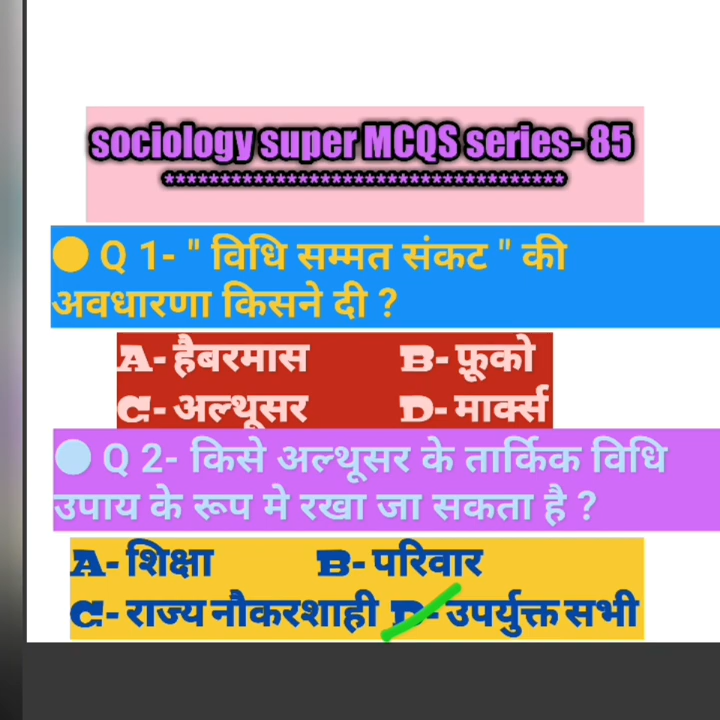 sociology super MCQS series-85
************************************
Q 1- " विधि सम्मत संकट " की
अवधारणा किसने दी ?
A- हैबरमास B- फ़ूको
C- अल्थूसर D- मार्क्स
Q 2- किसे अल्थूसर के तार्किक विधि
उपाय के रूप मे रखा जा सकता है ?
A- शिक्षा B- परिवार
C- राज्य नौकरशाही D- उपर्युक्त सभी